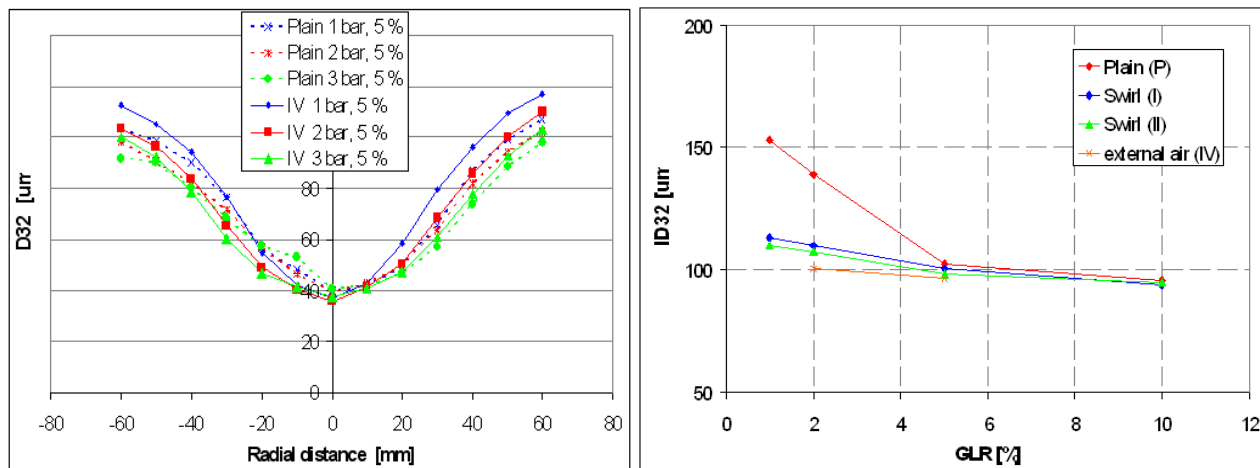 Plain 1 bar, 5 %
Plain 2 bar, 5 %
Plain 3 bar, 5 %
IV 1 bar, 5 %
IV 2 bar, 5 %
IV 3 bar, 5 %
D32 [um
80
60
40
20
0
-80 -60 -40 -20 0 20 40 60 80
Radial distance [mm]
200
150
100
50
ID32 [um
Plain (P)
Swirl (I)
Swirl (II)
external air (IV)
0 2 4 6 8 10 12
GLR [%]